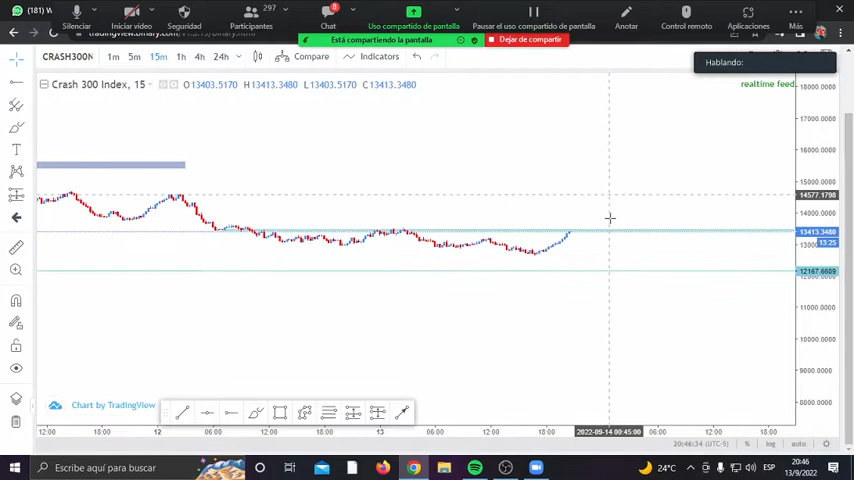 (181) W
Silenciar
Iniciar vídeo
Seguridad
297
Participantes
8
Chat
Uso compartido de pantalla
Pausar el uso compartido de pantalla
Anotar
Control remoto
Aplicaciones
Más
Está compartiendo la pantalla
Dejar de compartir
CRASH300N
1m 5m 15m 1h 4h 24h
Compare
Indicators
Hablando:
Crash 300 Index, 15
O13403.5170 H13413.3480 L13403.5170 C13413.3480
realtime feed
18000.0000
17000.0000
16000.0000
15000.0000
14577.1798
14000.0000
13413.3480
13:25
12167.6609
11000.0000
10000.0000
9000.0000
8000.0000
Chart by TradingView
12:00 18:00 12 06:00 12:00 18:00 13 06:00 12:00 18:00 2022-09-14 00:45:00 06:00 12:00 18:00
20:46:34 (UTC-5) % log auto
Escribe aquí para buscar
24°C
ESP
20:46
13/9/2022